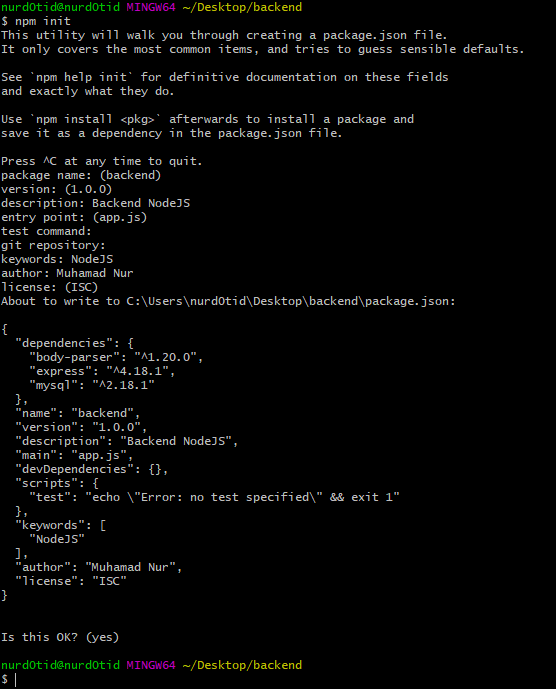 nurdOtid@nurdOtid MINGW64 ~/Desktop/backend
$ npm init
This utility will walk you through creating a package.json file.
It only covers the most common items, and tries to guess sensible defaults.

See `npm help init` for definitive documentation on these fields
and exactly what they do.

Use `npm install <pkg>` afterwards to install a package and
save it as a dependency in the package.json file.

Press ^C at any time to quit.
package name: (backend)
version: (1.0.0)
description: Backend NodeJS
entry point: (app.js)
test command:
git repository:
keywords: NodeJS
author: Muhamad Nur
license: (ISC)
About to write to C:\Users\nurdOtid\Desktop\backend\package.json:

{
  "dependencies": {
    "body-parser": "^1.20.0",
    "express": "^4.18.1",
    "mysql": "^2.18.1"
  },
  "name": "backend",
  "version": "1.0.0",
  "description": "Backend NodeJS",
  "main": "app.js",
  "devDependencies": {},
  "scripts": {
    "test": "echo \"Error: no test specified\" && exit 1"
  },
  "keywords": [
    "NodeJS"
  ],
  "author": "Muhamad Nur",
  "license": "ISC"
}

Is this OK? (yes)

nurdOtid@nurdOtid MINGW64 ~/Desktop/backend
$